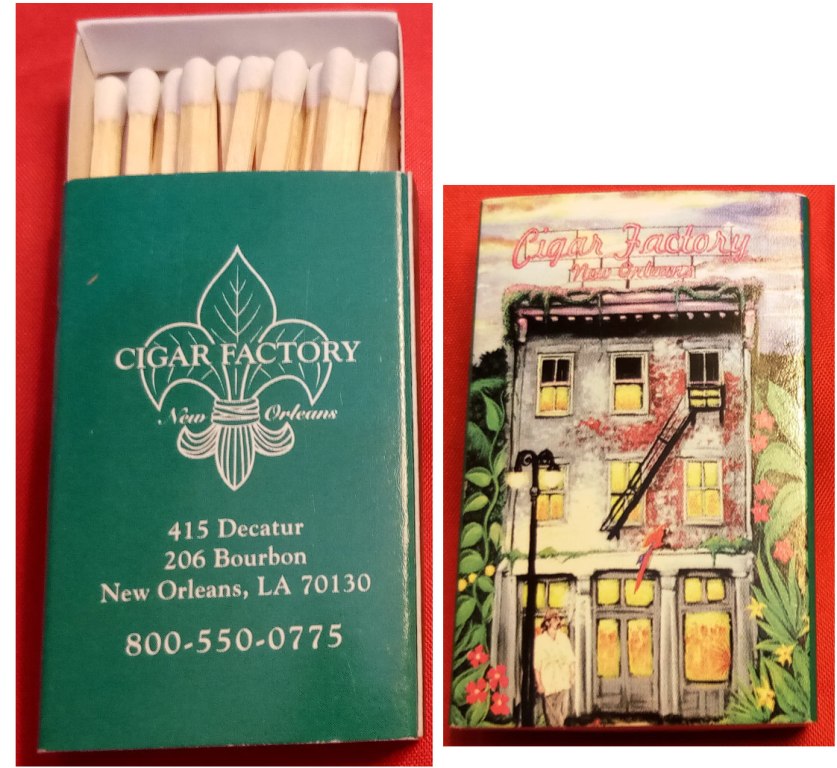 CIGAR FACTORY
New Orleans
415 Decatur
206 Bourbon
New Orleans, LA 70130
800-550-0775
Cigar Factory
New Orleans